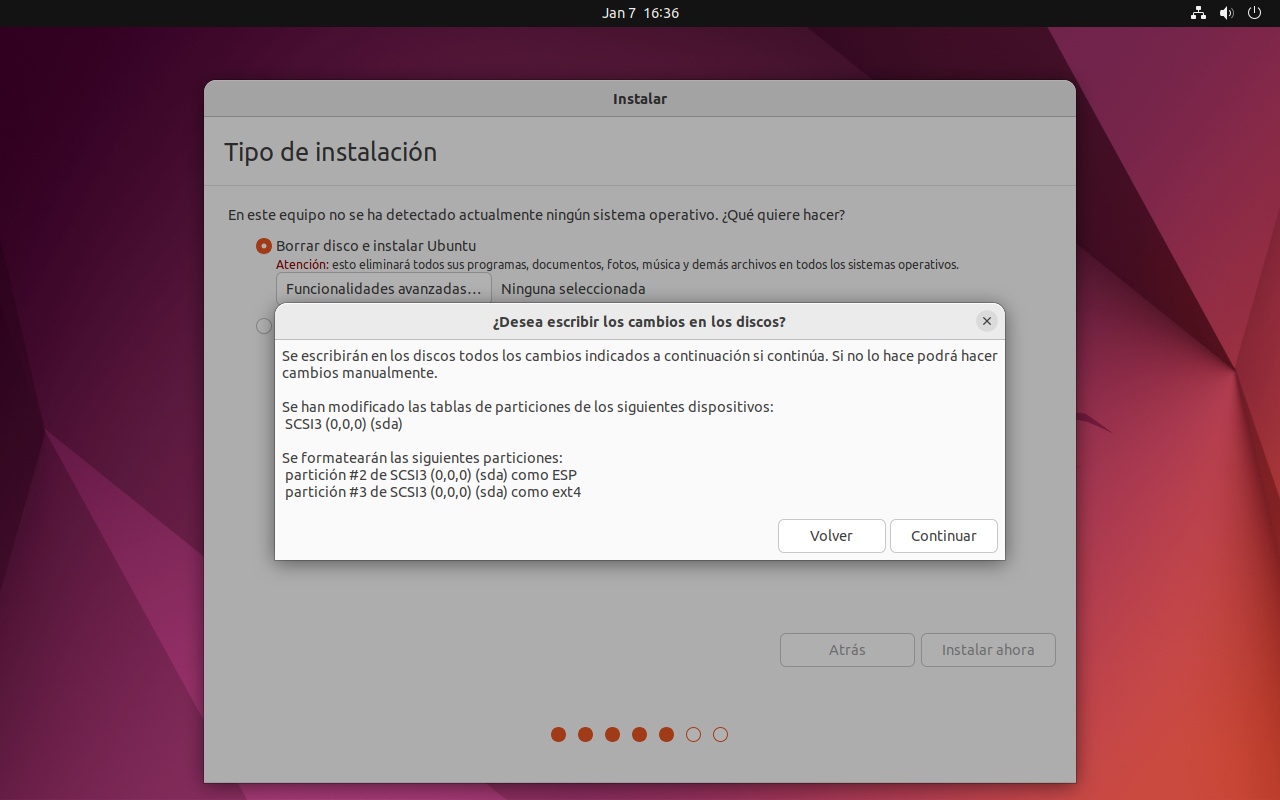 Jan 7 16:36
Instalar
Tipo de instalación
En este equipo no se ha detectado actualmente ningún sistema operativo. ¿Qué quiere hacer?
Borrar disco e instalar Ubuntu
Atención: esto eliminará todos sus programas, documentos, fotos, música y demás archivos en todos los sistemas operativos.
Funcionalidades avanzadas… Ninguna seleccionada
¿Desea escribir los cambios en los discos?
Se escribirán en los discos todos los cambios indicados a continuación si continúa. Si no lo hace podrá hacer
cambios manualmente.
Se han modificado las tablas de particiones de los siguientes dispositivos:
SCSI3 (0,0,0) (sda)
Se formatearán las siguientes particiones:
partición #2 de SCSI3 (0,0,0) (sda) como ESP
partición #3 de SCSI3 (0,0,0) (sda) como ext4
Volver Continuar
Atrás Instalar ahora